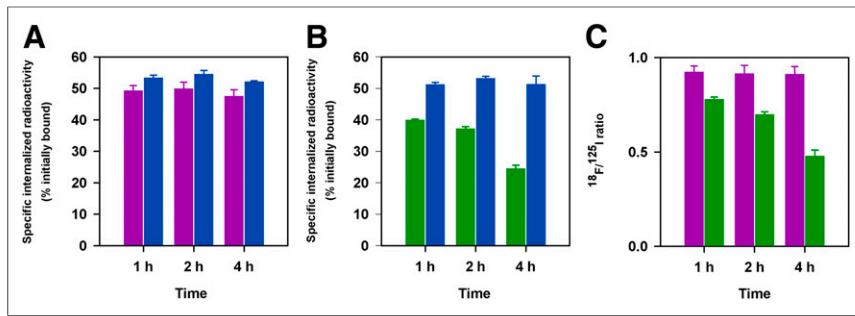 A
Specific internalized radioactivity
(% initially bound)
60
50
40
30
20
10
0
1 h 2 h 4 h
Time
B
Specific internalized radioactivity
(% initially bound)
60
50
40
30
20
10
0
1 h 2 h 4 h
Time
C
¹⁸F/¹²⁵I ratio
1.0
0.5
0.0
1 h 2 h 4 h
Time